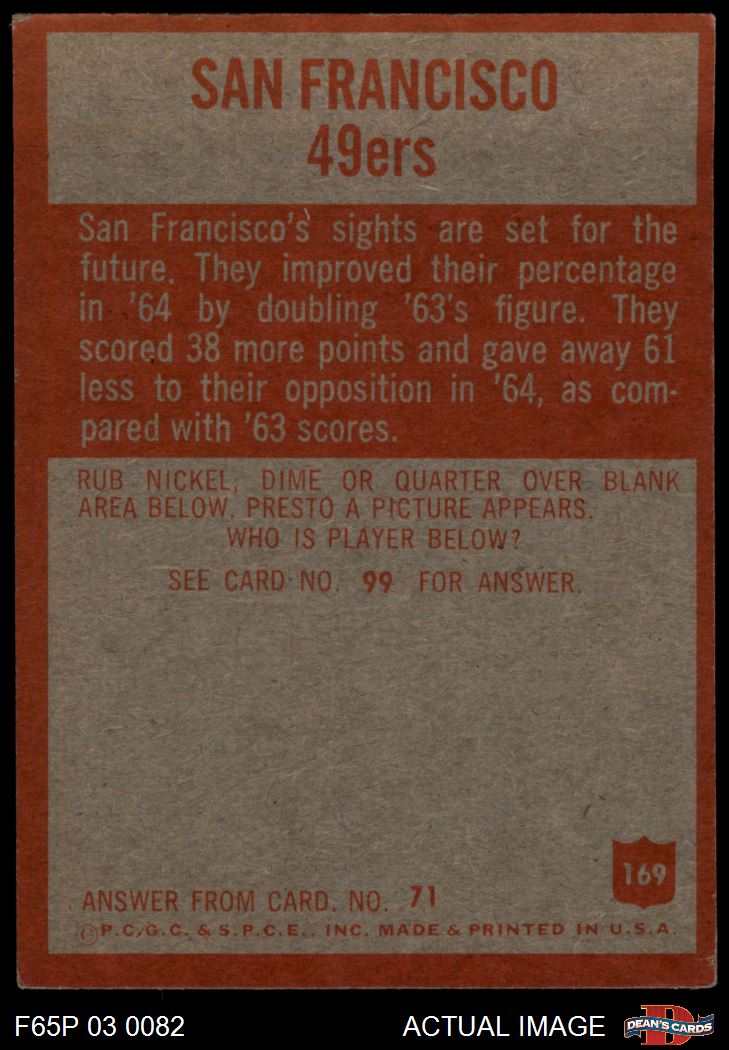 SAN FRANCISCO
49ers
San Francisco's sights are set for the
future. They improved their percentage
in '64 by doubling '63's figure. They
scored 38 more points and gave away 61
less to their opposition in '64, as com-
pared with '63 scores.
RUB NICKEL, DIME OR QUARTER OVER BLANK
AREA BELOW. PRESTO A PICTURE APPEARS.
WHO IS PLAYER BELOW?
SEE CARD NO. 99 FOR ANSWER.
169
ANSWER FROM CARD. NO. 71
©P.C.G.C. & S.P.C.E., INC. MADE & PRINTED IN U.S.A.
F65P 03 0082 ACTUAL IMAGE DEAN'S CARDS